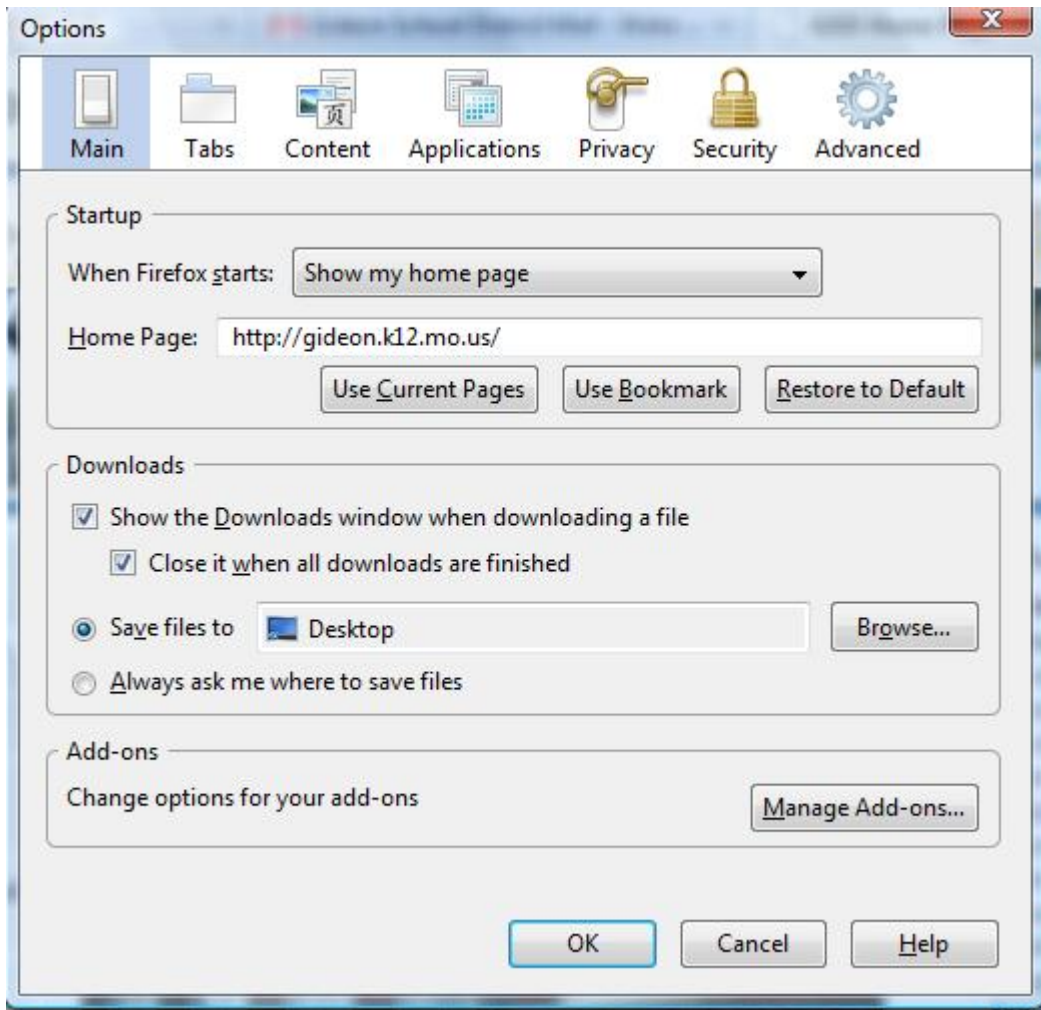 Options
Main Tabs Content Applications Privacy Security Advanced
页
Startup
When Firefox starts: Show my home page
Home Page: http://gideon.k12.mo.us/
Use Current Pages Use Bookmark Restore to Default
Downloads
Show the Downloads window when downloading a file
Close it when all downloads are finished
Save files to Desktop Browse...
Always ask me where to save files
Add-ons
Change options for your add-ons Manage Add-ons...
OK Cancel Help